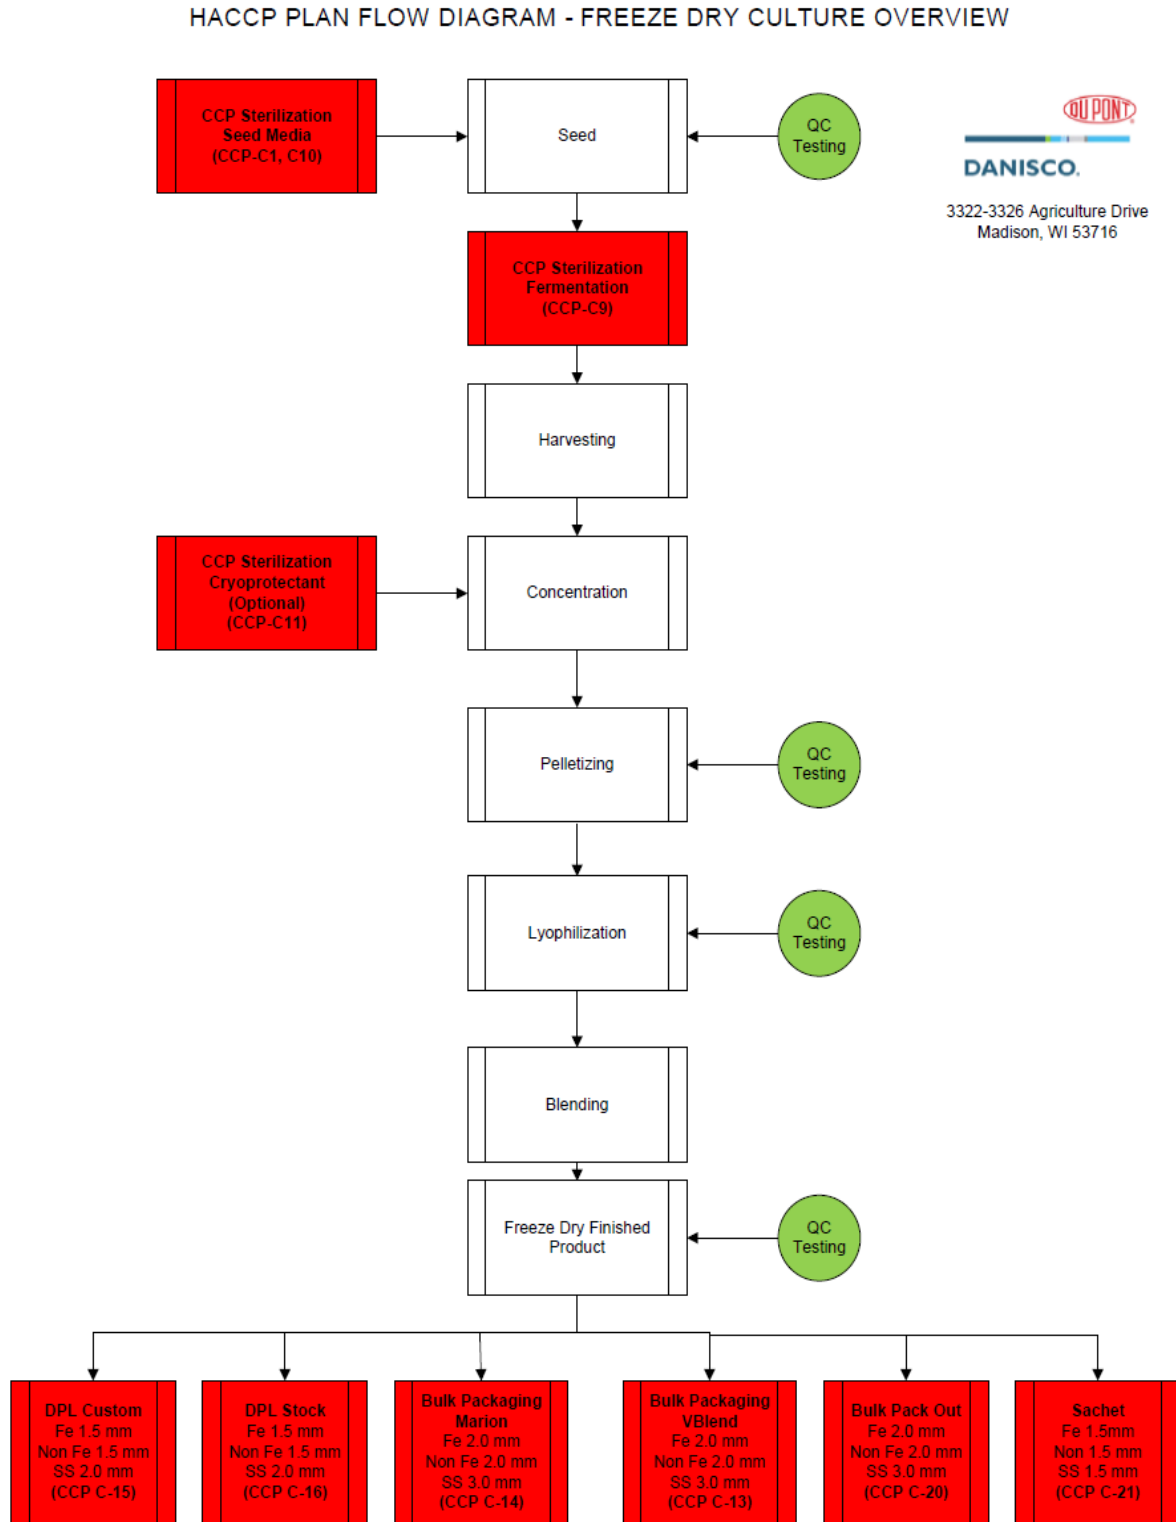 HACCP PLAN FLOW DIAGRAM - FREEZE DRY CULTURE OVERVIEW
CCP Sterilization
Seed Media
(CCP-C1, C10)
Seed
QC
Testing
DU PONT
DANISCO.
3322-3326 Agriculture Drive
Madison, WI 53716
CCP Sterilization
Fermentation
(CCP-C9)
Harvesting
CCP Sterilization
Cryoprotectant
(Optional)
(CCP-C11)
Concentration
Pelletizing
QC
Testing
Lyophilization
QC
Testing
Blending
Freeze Dry Finished
Product
QC
Testing
DPL Custom
Fe 1.5 mm
Non Fe 1.5 mm
SS 2.0 mm
(CCP C-15)
DPL Stock
Fe 1.5 mm
Non Fe 1.5 mm
SS 2.0 mm
(CCP C-16)
Bulk Packaging
Marion
Fe 2.0 mm
Non Fe 2.0 mm
SS 3.0 mm
(CCP C-14)
Bulk Packaging
VBlend
Fe 2.0 mm
Non Fe 2.0 mm
SS 3.0 mm
(CCP C-13)
Bulk Pack Out
Fe 2.0 mm
Non Fe 2.0 mm
SS 3.0 mm
(CCP C-20)
Sachet
Fe 1.5mm
Non 1.5 mm
SS 1.5 mm
(CCP C-21)